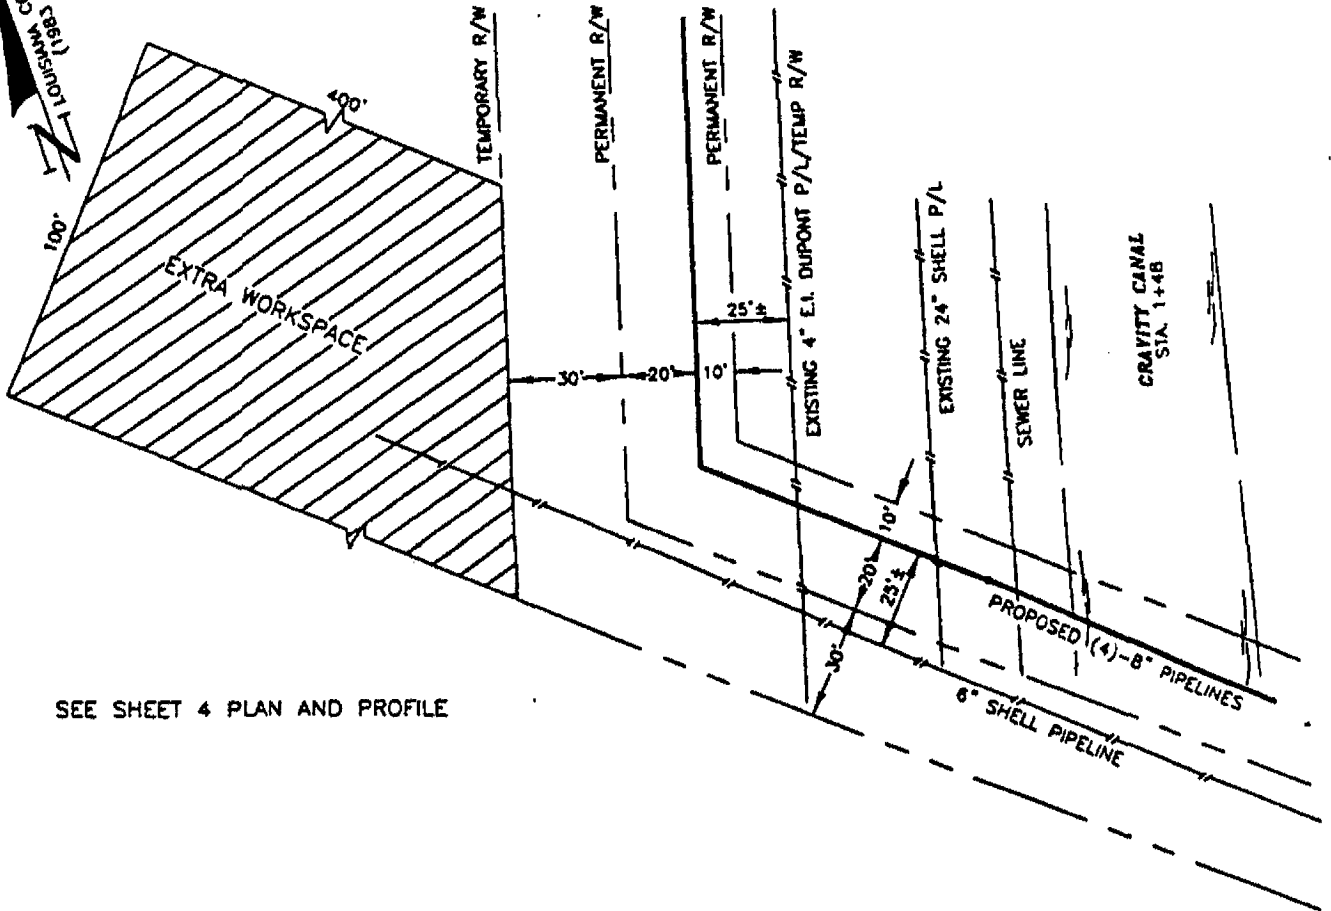 LOUISIANA
(1983
N
400'
100'
EXTRA WORKSPACE
TEMPORARY R/W
PERMANENT R/W
PERMANENT R/W
EXISTING 4" E.I. DUPONT P/L/TEMP R/W
EXISTING 24" SHELL P/L
SEWER LINE
GRAVITY CANAL
STA. 1+48
25'±
30'
20'
10'
10'
20'
25'±
30'
PROPOSED (4)-8" PIPELINES
6" SHELL PIPELINE
SEE SHEET 4 PLAN AND PROFILE